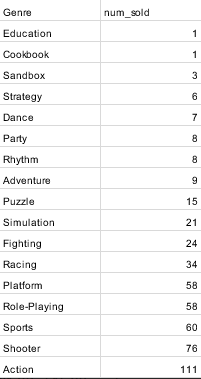 Genre num_sold
Education 1
Cookbook 1
Sandbox 3
Strategy 6
Dance 7
Party 8
Rhythm 8
Adventure 9
Puzzle 15
Simulation 21
Fighting 24
Racing 34
Platform 58
Role-Playing 58
Sports 60
Shooter 76
Action 111